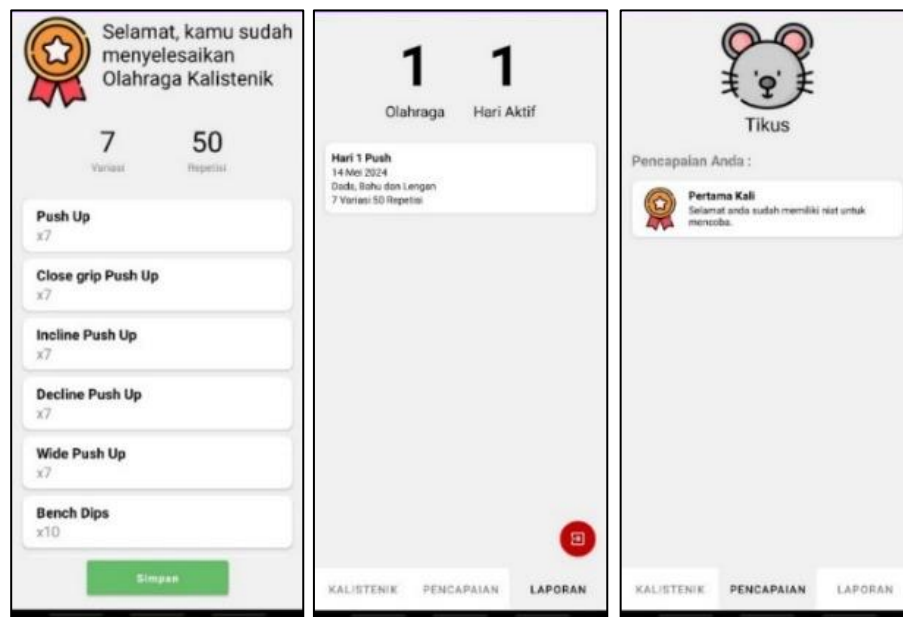 Selamat, kamu sudah
menyelesaikan
Olahraga Kalistenik
7
50
Variasi
Repetisi
Push Up
x7
Close grip Push Up
x7
Incline Push Up
x7
Decline Push Up
x7
Wide Push Up
x7
Bench Dips
x10
Simpan
1
1
Olahraga
Hari Aktif
Hari 1 Push
14 Mei 2024
Dada, Bahu dan Lengan
7 Variasi 50 Repetisi
KALISTENIK
PENCAPAIAN
LAPORAN
Tikus
Pencapaian Anda :
Pertama Kali
Selamat anda sudah memiliki niat untuk
mencoba.
KALISTENIK
PENCAPAIAN
LAPORAN